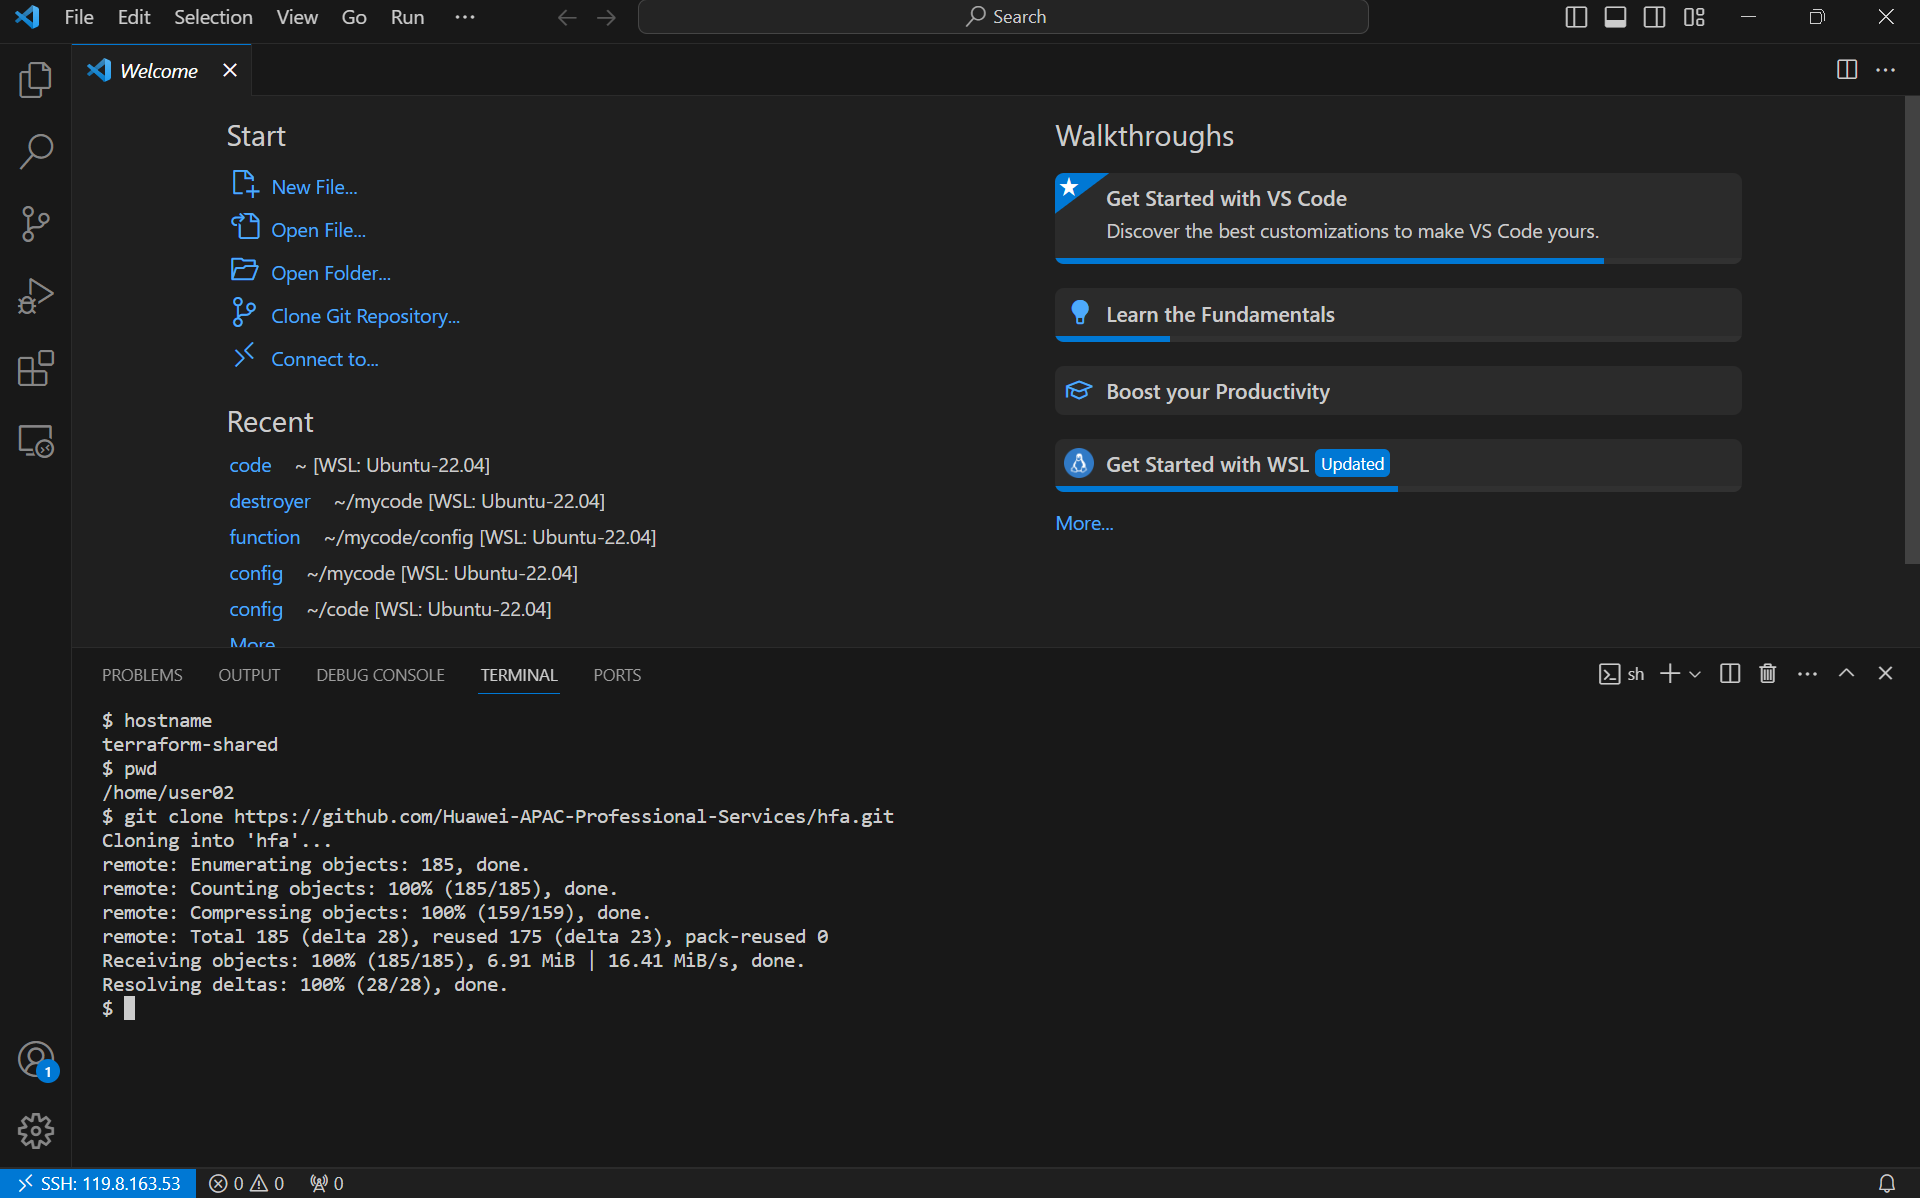 File Edit Selection View Go Run ··· Search
Welcome
Start
New File...
Open File...
Open Folder...
Clone Git Repository...
Connect to...
Recent
code ~ [WSL: Ubuntu-22.04]
destroyer ~/mycode [WSL: Ubuntu-22.04]
function ~/mycode/config [WSL: Ubuntu-22.04]
config ~/mycode [WSL: Ubuntu-22.04]
config ~/code [WSL: Ubuntu-22.04]
More
Walkthroughs
Get Started with VS Code
Discover the best customizations to make VS Code yours.
Learn the Fundamentals
Boost your Productivity
Get Started with WSL Updated
More...
PROBLEMS OUTPUT DEBUG CONSOLE TERMINAL PORTS sh
$ hostname
terraform-shared
$ pwd
/home/user02
$ git clone https://github.com/Huawei-APAC-Professional-Services/hfa.git
Cloning into 'hfa'...
remote: Enumerating objects: 185, done.
remote: Counting objects: 100% (185/185), done.
remote: Compressing objects: 100% (159/159), done.
remote: Total 185 (delta 28), reused 175 (delta 23), pack-reused 0
Receiving objects: 100% (185/185), 6.91 MiB | 16.41 MiB/s, done.
Resolving deltas: 100% (28/28), done.
$
1
SSH: 119.8.163.53 0 0 0